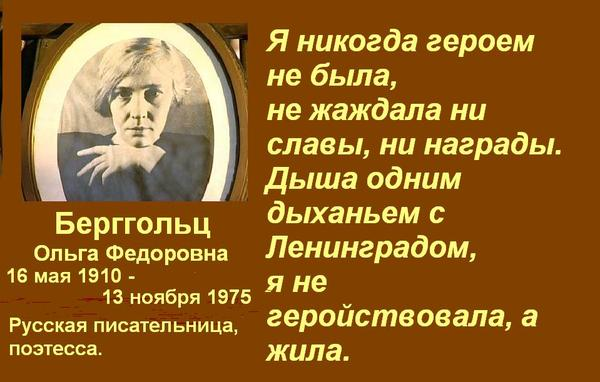 Берггольц
Ольга Федоровна
16 мая 1910 -
13 ноября 1975
Русская писательница,
поэтесса.
Я никогда героем
не была,
не жаждала ни
славы, ни награды.
Дыша одним
дыханьем с
Ленинградом,
я не
геройствовала, а
жила.